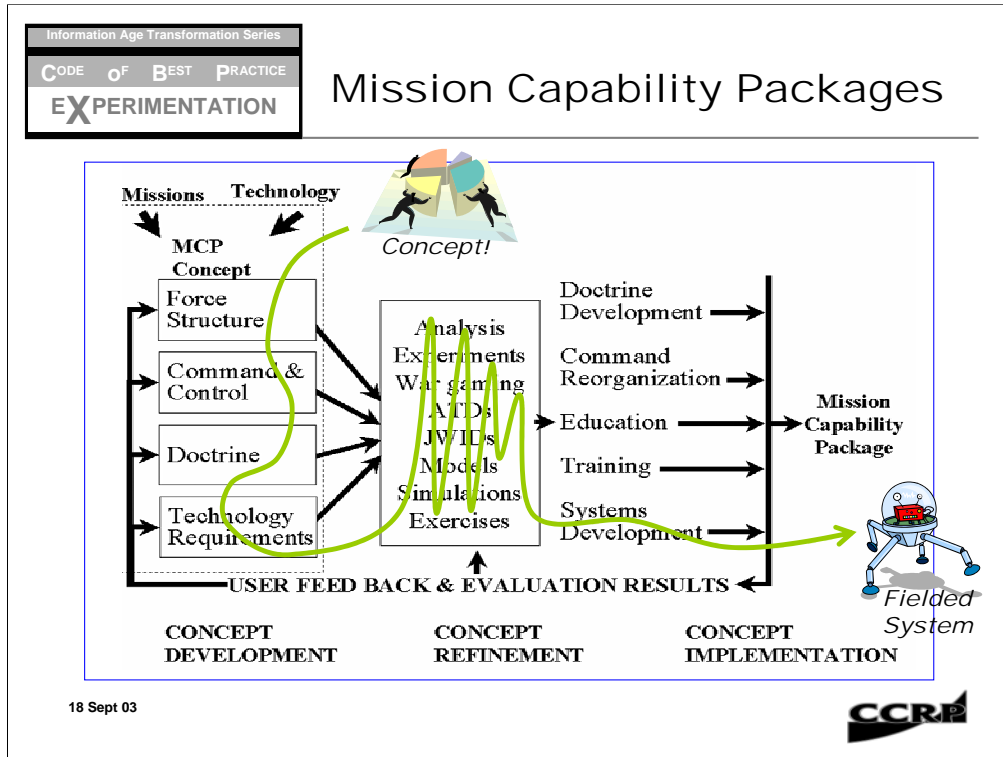 Information Age Transformation Series
CODE oF BEST PRACTICE
EXPERIMENTATION
Mission Capability Packages
Missions
Technology
MCP
Concept
Force
Structure
Command &
Control
Doctrine
Technology
Requirements
Concept!
Analysis
Experiments
War gaming
ATDs
JWIDs
Models
Simulations
Exercises
Doctrine
Development
Command
Reorganization
Education
Training
Systems
Development
Mission
Capability
Package
USER FEED BACK & EVALUATION RESULTS
Fielded
System
CONCEPT
DEVELOPMENT
CONCEPT
REFINEMENT
CONCEPT
IMPLEMENTATION
18 Sept 03
CCRP